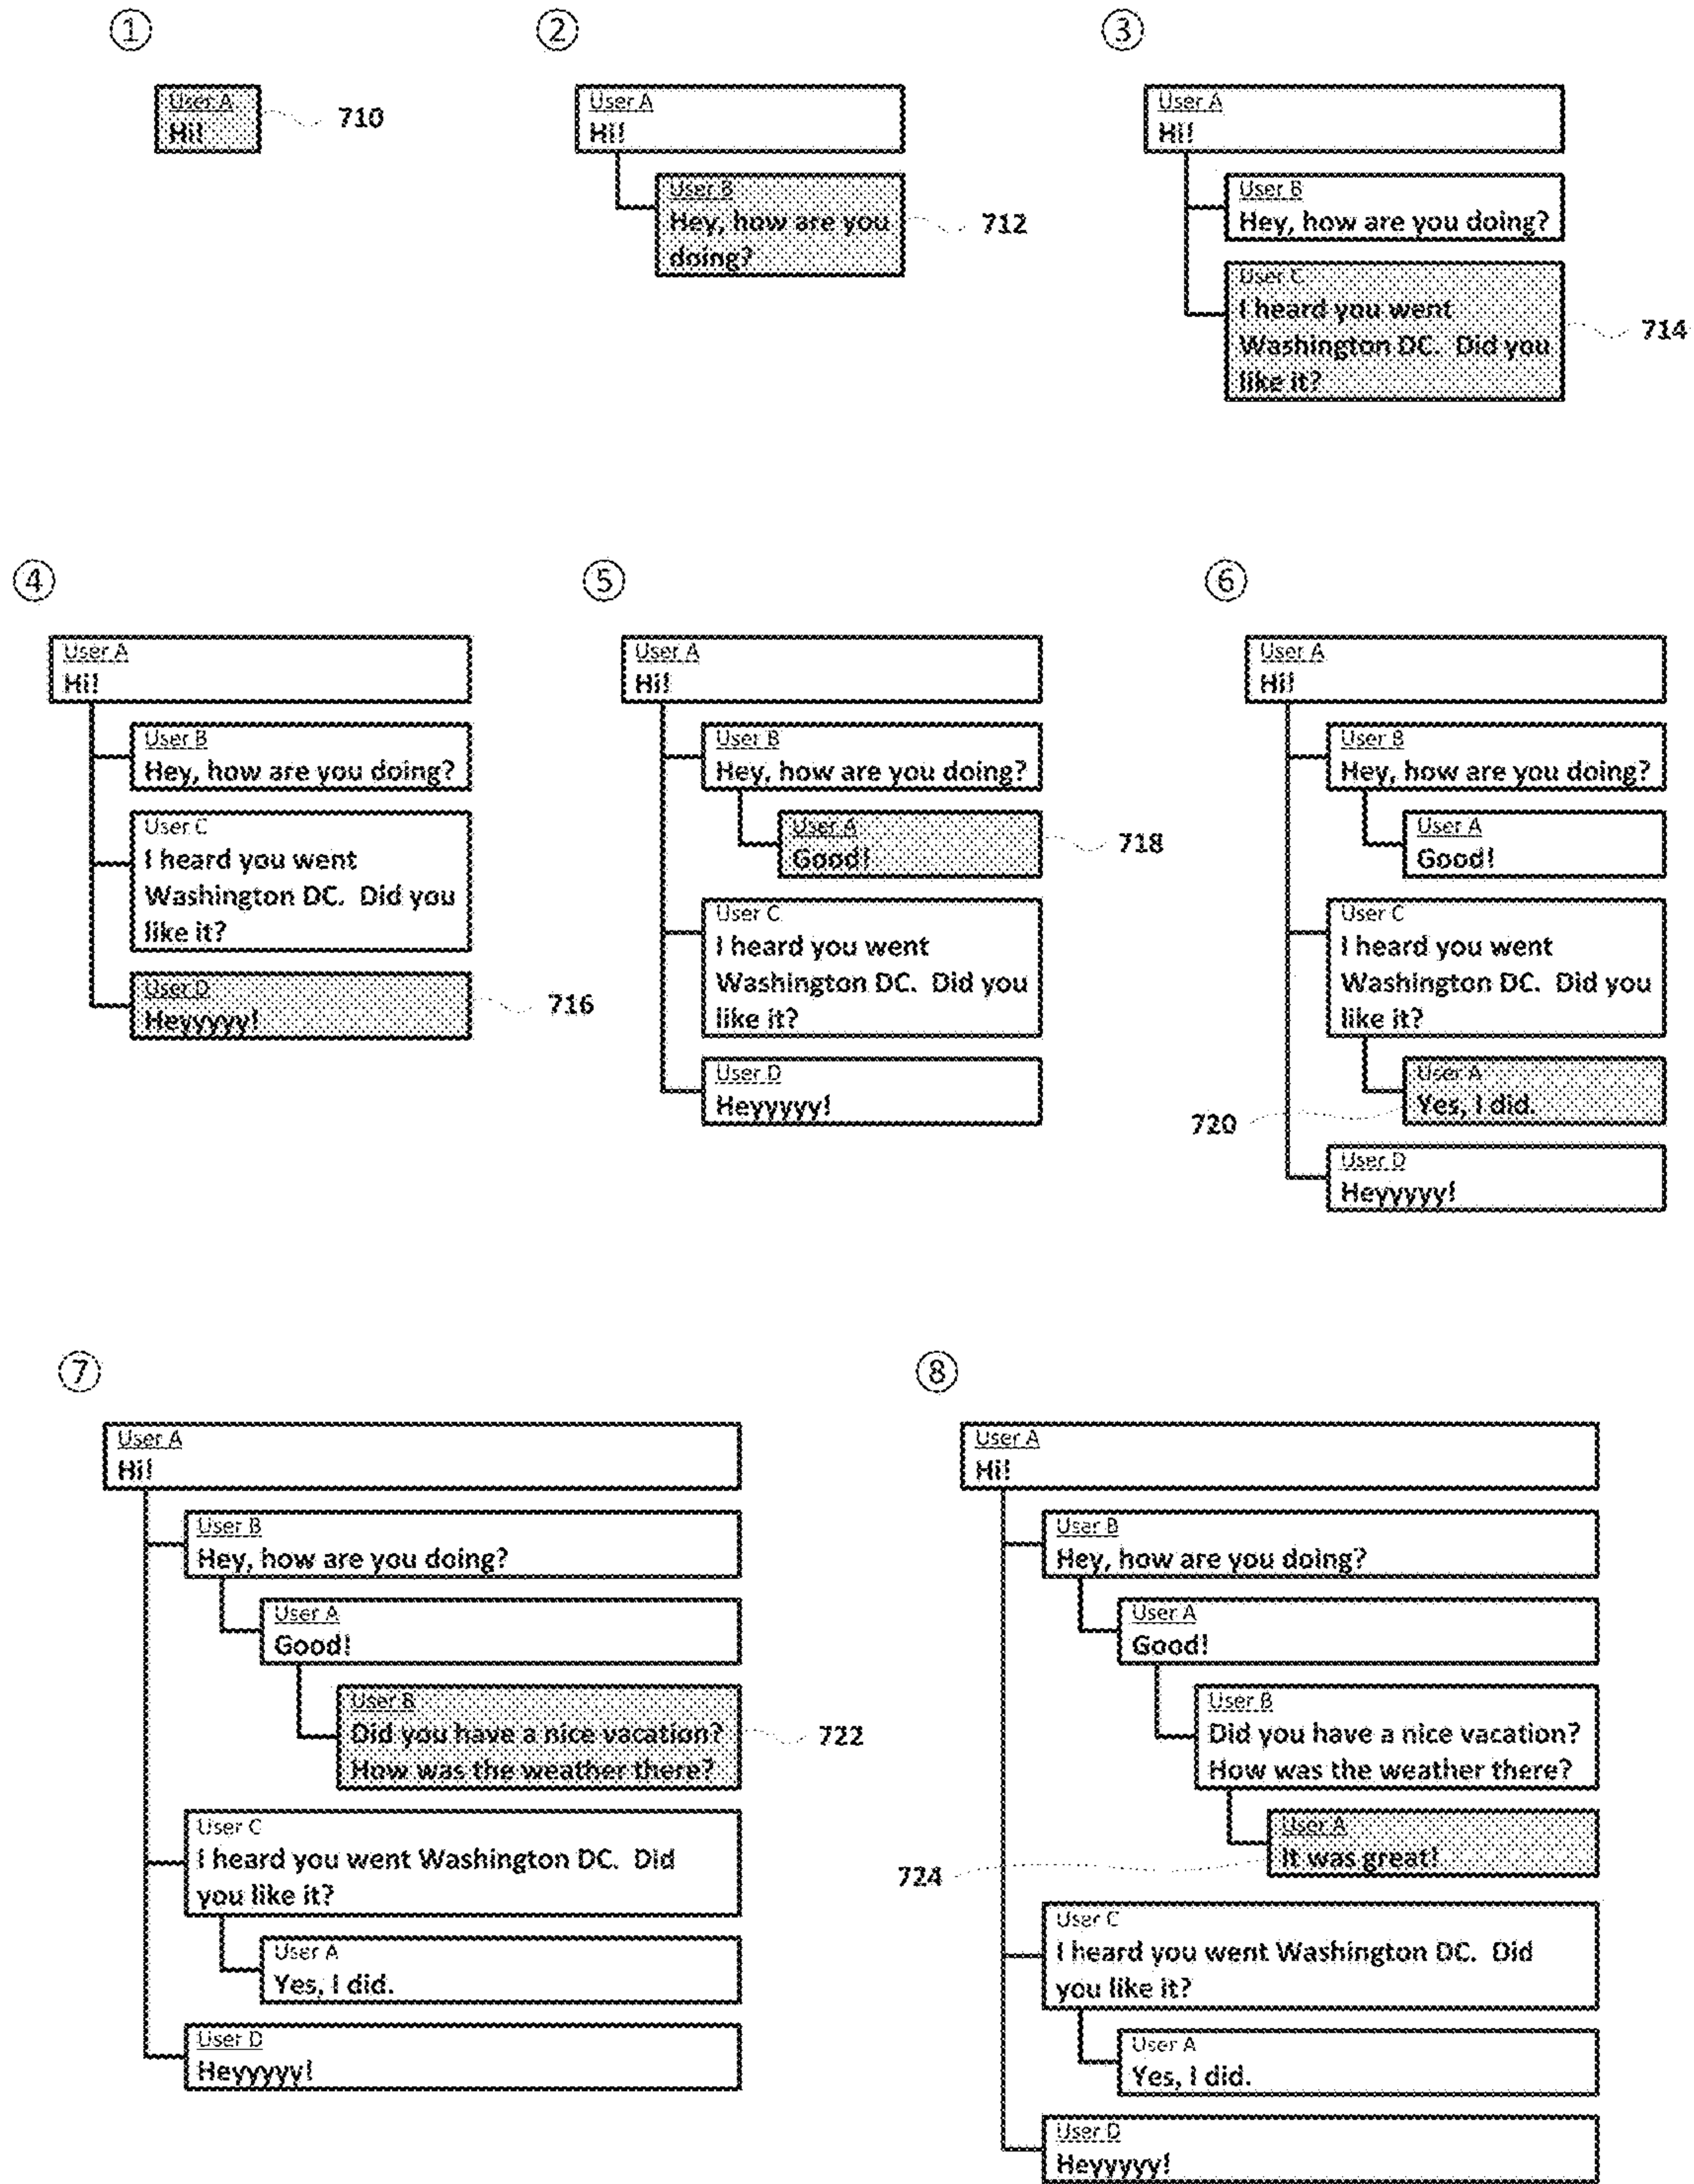 ①
User A
Hi!
710
②
User A
Hi!
User B
Hey, how are you
doing?
712
③
User A
Hi!
User B
Hey, how are you doing?
User C
I heard you went
Washington DC.  Did you
like it?
714
④
User A
Hi!
User B
Hey, how are you doing?
User C
I heard you went
Washington DC.  Did you
like it?
User D
Heyyyyy!
716
⑤
User A
Hi!
User B
Hey, how are you doing?
User A
Good!
718
User C
I heard you went
Washington DC.  Did you
like it?
User D
Heyyyyy!
⑥
User A
Hi!
User B
Hey, how are you doing?
User A
Good!
User C
I heard you went
Washington DC.  Did you
like it?
User A
Yes, I did.
720
User D
Heyyyyy!
⑦
User A
Hi!
User B
Hey, how are you doing?
User A
Good!
User B
Did you have a nice vacation?
How was the weather there?
722
User C
I heard you went Washington DC.  Did
you like it?
User A
Yes, I did.
User D
Heyyyyy!
⑧
User A
Hi!
User B
Hey, how are you doing?
User A
Good!
User B
Did you have a nice vacation?
How was the weather there?
User A
It was great!
724
User C
I heard you went Washington DC.  Did
you like it?
User A
Yes, I did.
User D
Heyyyyy!